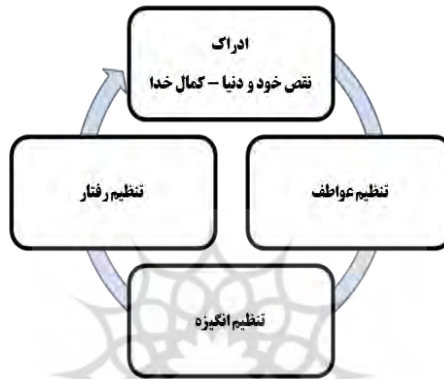 ادراک
نقص خود و دنیا – کمال خدا
تنظیم عواطف
تنظیم رفتار
تنظیم انگیزه